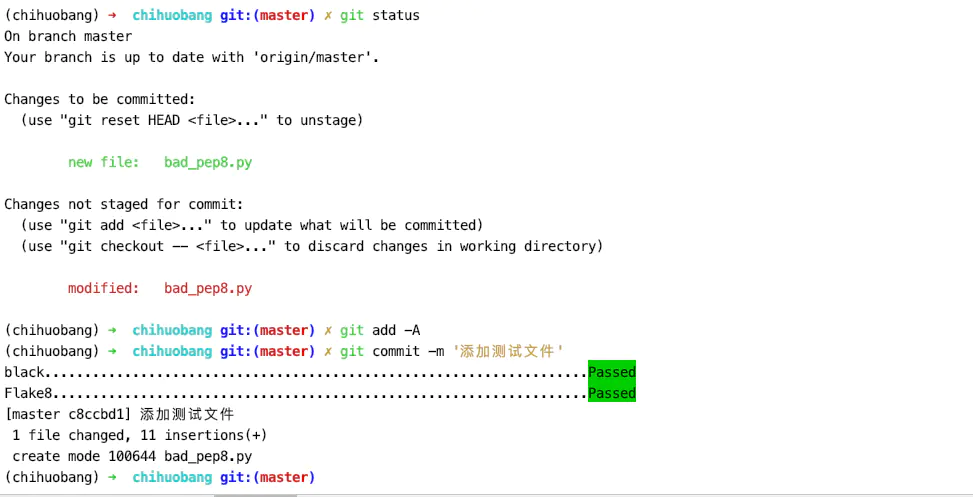 (chihuobang) → chihuobang git:(master) ✗ git status
On branch master
Your branch is up to date with 'origin/master'.
Changes to be committed:
(use "git reset HEAD <file>..." to unstage)
new file: bad_pep8.py
Changes not staged for commit:
(use "git add <file>..." to update what will be committed)
(use "git checkout -- <file>..." to discard changes in working directory)
modified: bad_pep8.py
(chihuobang) → chihuobang git:(master) ✗ git add -A
(chihuobang) → chihuobang git:(master) ✗ git commit -m '添加测试文件'
black....................................................................Passed
Flake8...................................................................Passed
[master c8ccbd1] 添加测试文件
1 file changed, 11 insertions(+)
create mode 100644 bad_pep8.py
(chihuobang) → chihuobang git:(master)